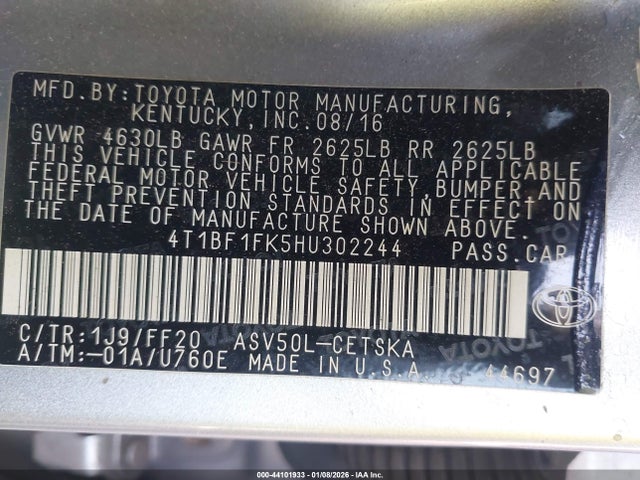 MFD.BY:TOYOTA MOTOR MANUFACTURING,
KENTUCKY,INC.08/16
GVWR 4630LB GAWR FR 2625LB RR 2625LB
THIS VEHICLE CONFORMS TO ALL APPLICABLE
FEDERAL MOTOR VEHICLE SAFETY, BUMPER,AND
THEFT PREVENTION STANDARDS IN EFFECT ON
THE DATE OF MANUFACTURE SHOWN ABOVE.
4T1BF1FK5HU302244 PASS.CAR
C/TR:1J9/FF20 ASV50L-CETSKA
A/TM:-01A/U760E MADE IN U.S.A.
44697
000-44101933 - 01/08/2026 - IAA